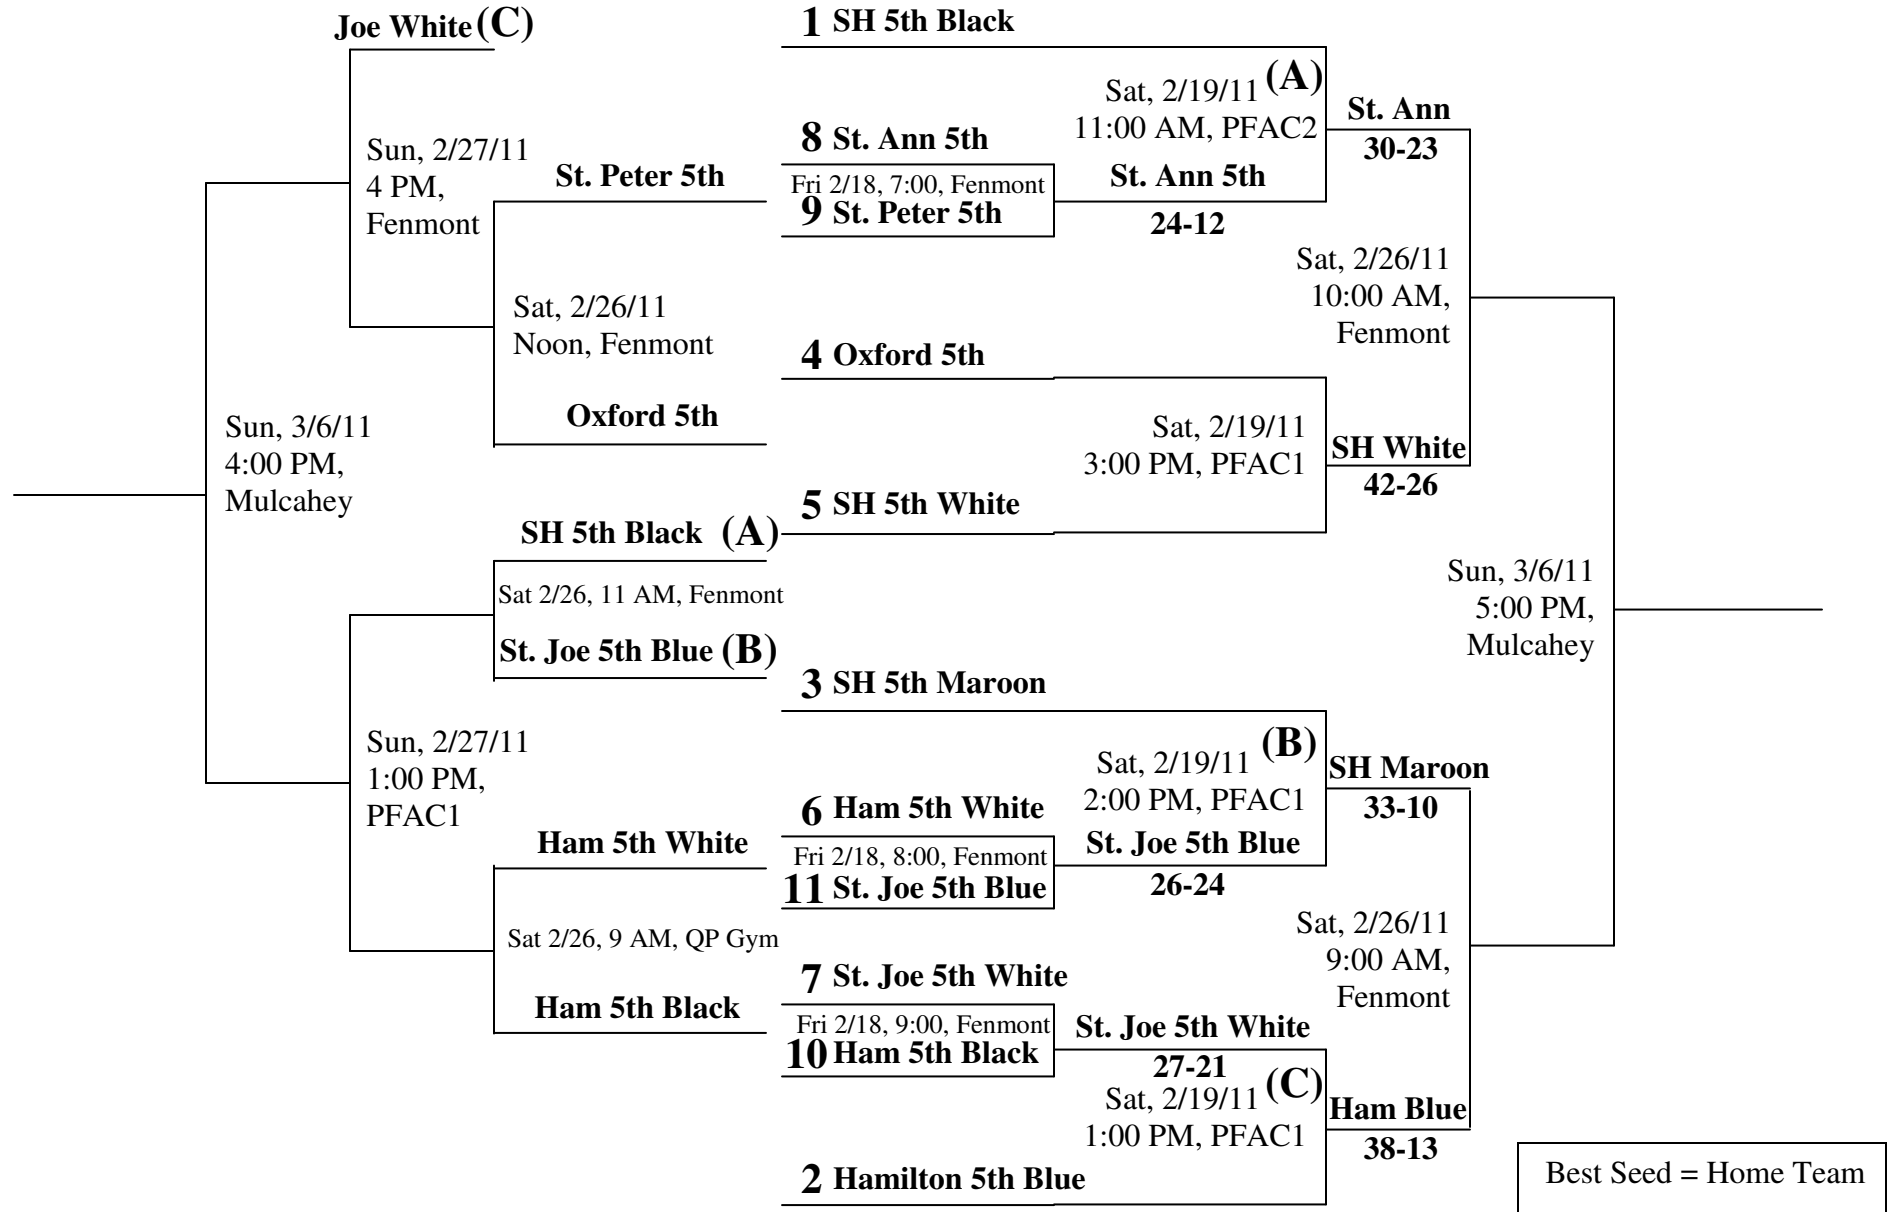 Joe White (C)
Sun, 2/27/11
4 PM,
Fenmont
St. Peter 5th
Sat, 2/26/11
Noon, Fenmont
Oxford 5th
Sun, 3/6/11
4:00 PM,
Mulcahey
SH 5th Black (A)
Sat 2/26, 11 AM, Fenmont
St. Joe 5th Blue (B)
Sun, 2/27/11
1:00 PM,
PFAC1
Ham 5th White
Sat 2/26, 9 AM, QP Gym
Ham 5th Black
1 SH 5th Black
8 St. Ann 5th
Fri 2/18, 7:00, Fenmont
9 St. Peter 5th
4 Oxford 5th
5 SH 5th White
3 SH 5th Maroon
6 Ham 5th White
Fri 2/18, 8:00, Fenmont
11 St. Joe 5th Blue
7 St. Joe 5th White
Fri 2/18, 9:00, Fenmont
10 Ham 5th Black
2 Hamilton 5th Blue
Sat, 2/19/11 (A)
11:00 AM, PFAC2
St. Ann 5th
24-12
Sat, 2/19/11
3:00 PM, PFAC1
Sat, 2/19/11 (B)
2:00 PM, PFAC1
St. Joe 5th Blue
26-24
St. Joe 5th White
27-21
Sat, 2/19/11 (C)
1:00 PM, PFAC1
St. Ann
30-23
Sat, 2/26/11
10:00 AM,
Fenmont
SH White
42-26
SH Maroon
33-10
Sat, 2/26/11
9:00 AM,
Fenmont
Ham Blue
38-13
Sun, 3/6/11
5:00 PM,
Mulcahey
Best Seed = Home Team